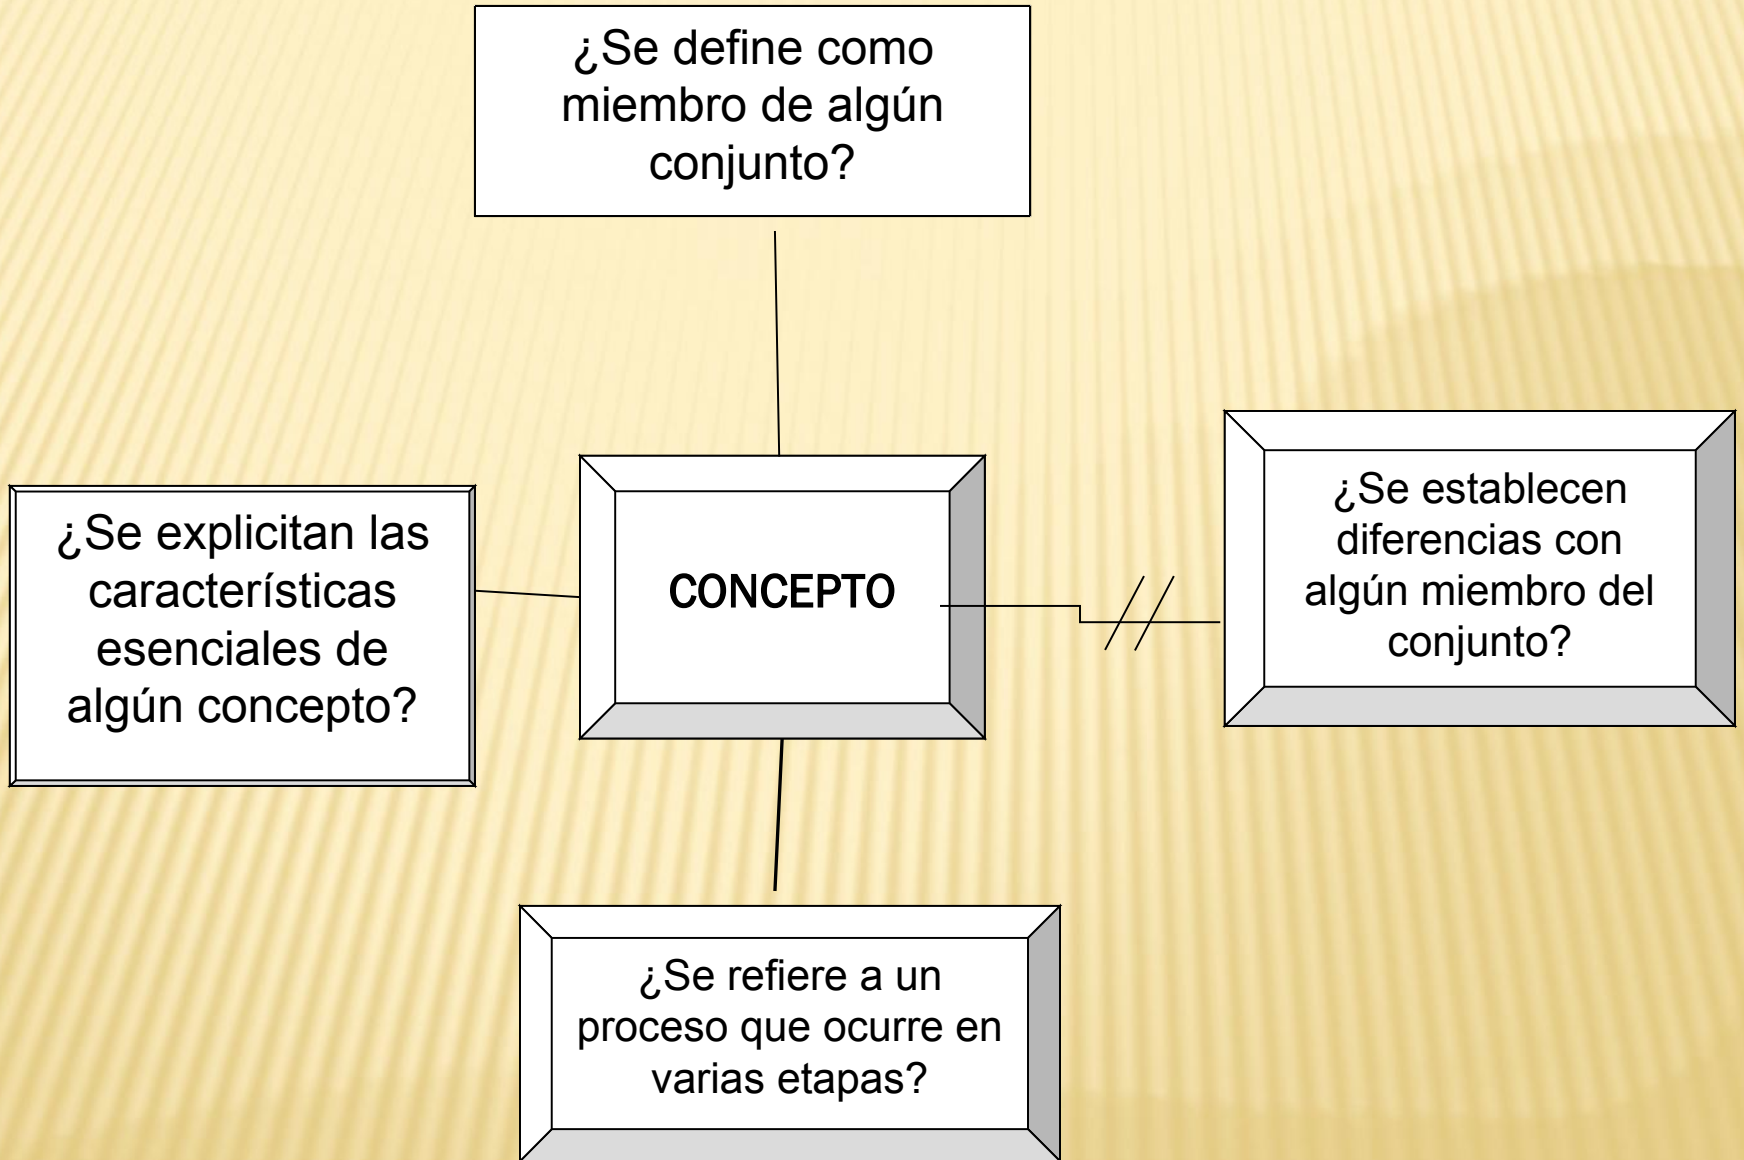 ¿Se define como
miembro de algún
conjunto?
¿Se explicitan las
características
esenciales de
algún concepto?
CONCEPTO
¿Se establecen
diferencias con
algún miembro del
conjunto?
¿Se refiere a un
proceso que ocurre en
varias etapas?